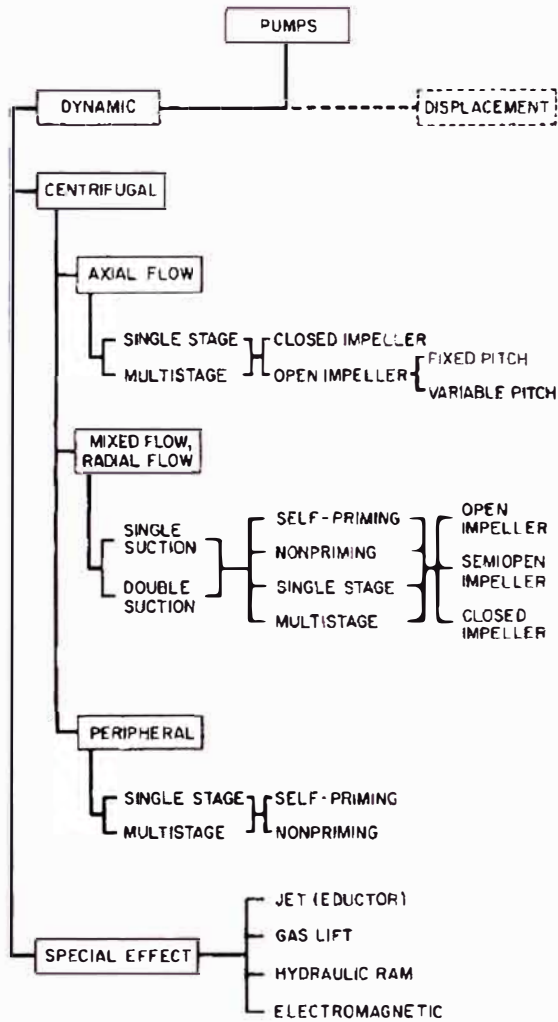 PUMPS
DYNAMIC
DISPLACEMENT
CENTRIFUGAL
AXIAL FLOW
SINGLE STAGE
CLOSED IMPELLER
MULTISTAGE
OPEN IMPELLER
FIXED PITCH
VARIABLE PITCH
MIXED FLOW,
RADIAL FLOW
SINGLE
SUCTION
DOUBLE
SUCTION
SELF-PRIMING
NONPRIMING
SINGLE STAGE
MULTISTAGE
OPEN
IMPELLER
SEMIOPEN
IMPELLER
CLOSED
IMPELLER
PERIPHERAL
SINGLE STAGE
SELF-PRIMING
MULTISTAGE
NONPRIMING
SPECIAL EFFECT
JET (EDUCTOR)
GAS LIFT
HYDRAULIC RAM
ELECTROMAGNETIC